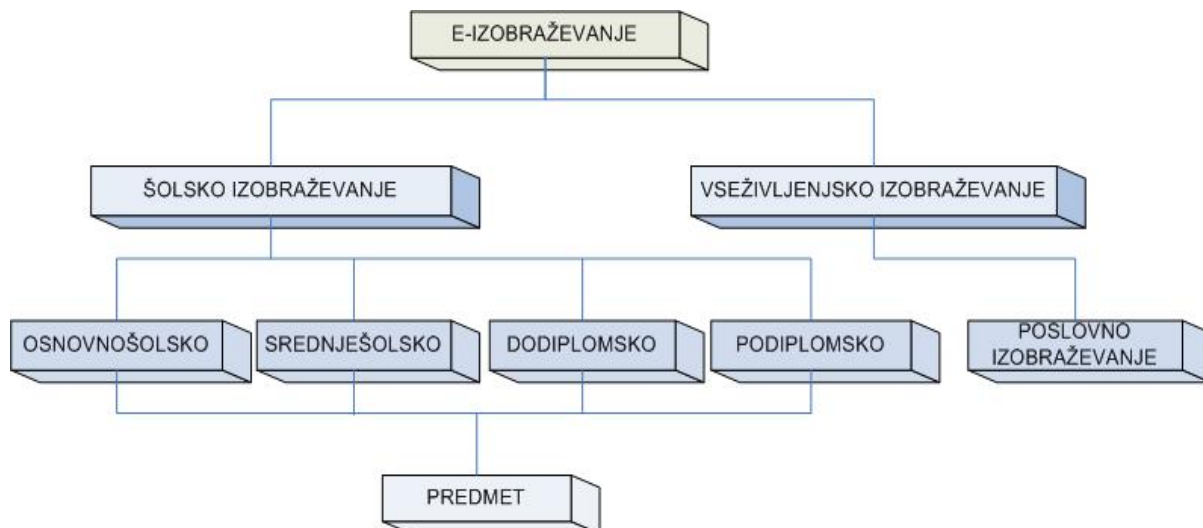 E-IZOBRAŽEVANJE
ŠOLSKO IZOBRAŽEVANJE
VSEŽIVLJENJSKO IZOBRAŽEVANJE
OSNOVNOŠOLSKO
SREDNJEŠOLSKO
DODIPLOMSKO
PODIPLOMSKO
POSLOVNO
IZOBRAŽEVANJE
PREDMET